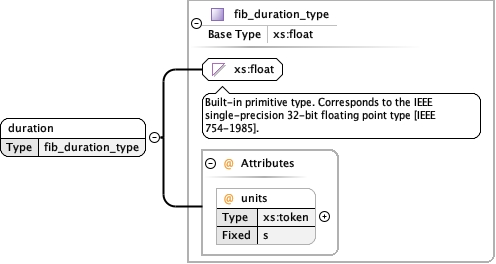 fib_duration_type
Base Type xs:float
xs:float
Built-in primitive type. Corresponds to the IEEE
single-precision 32-bit floating point type [IEEE
754-1985].
duration
Type fib_duration_type
@ Attributes
@ units
Type xs:token
Fixed s